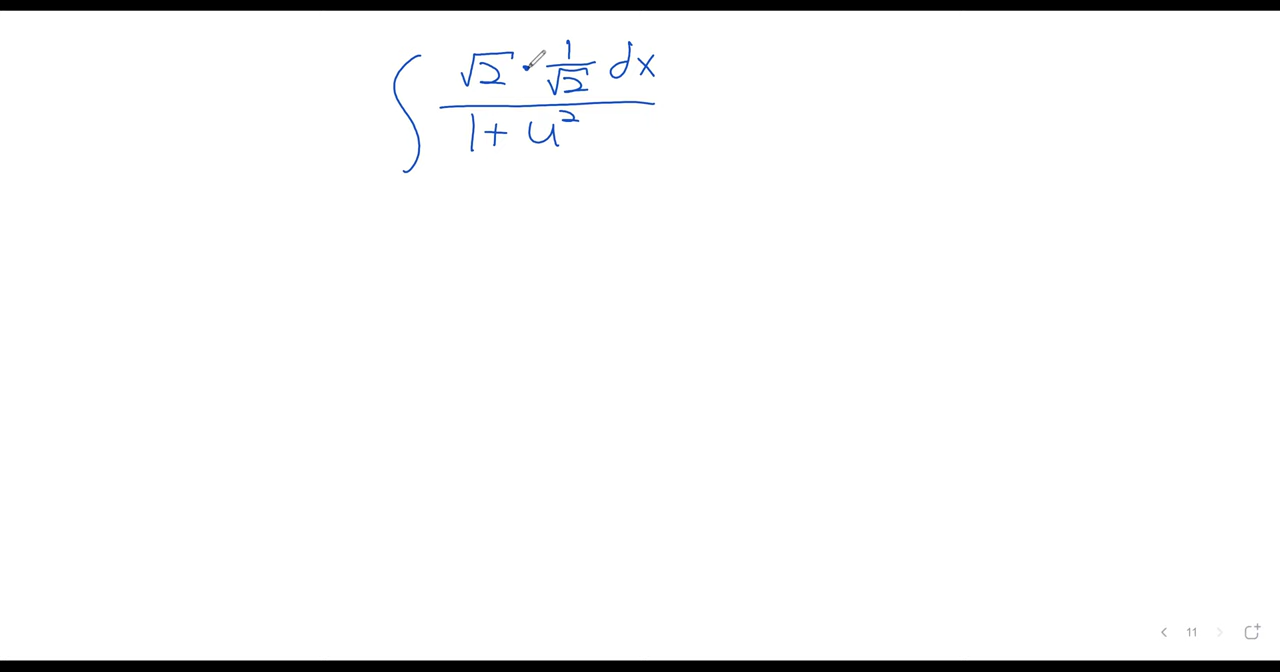 ∫ (√2 · 1/√2 dx)/(1 + u²)
11